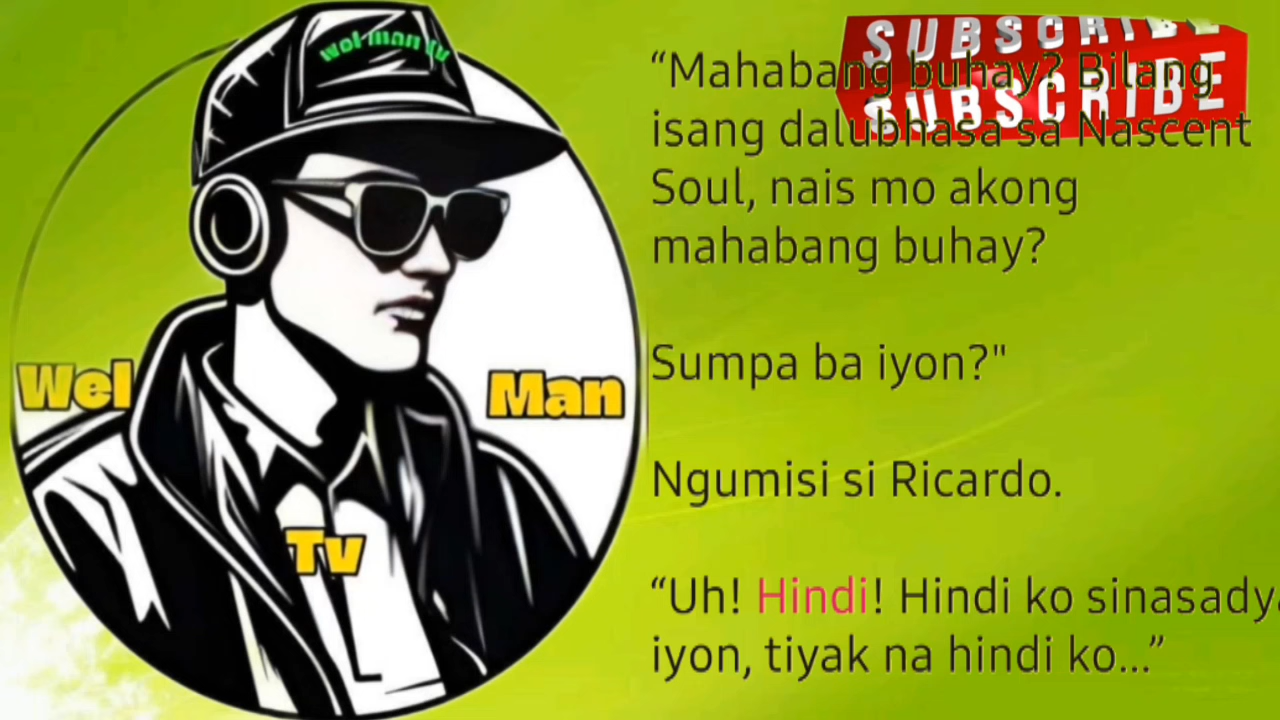 wel man tv
SUBSCRIBE
SUBSCRIBE
“Mahabang buhay? Bilang
isang dalubhasa sa Nascent
Soul, nais mo akong
mahabang buhay?
Wel
Man
Tv
Sumpa ba iyon?"
Ngumisi si Ricardo.
“Uh! Hindi! Hindi ko sinasadya
iyon, tiyak na hindi ko...”